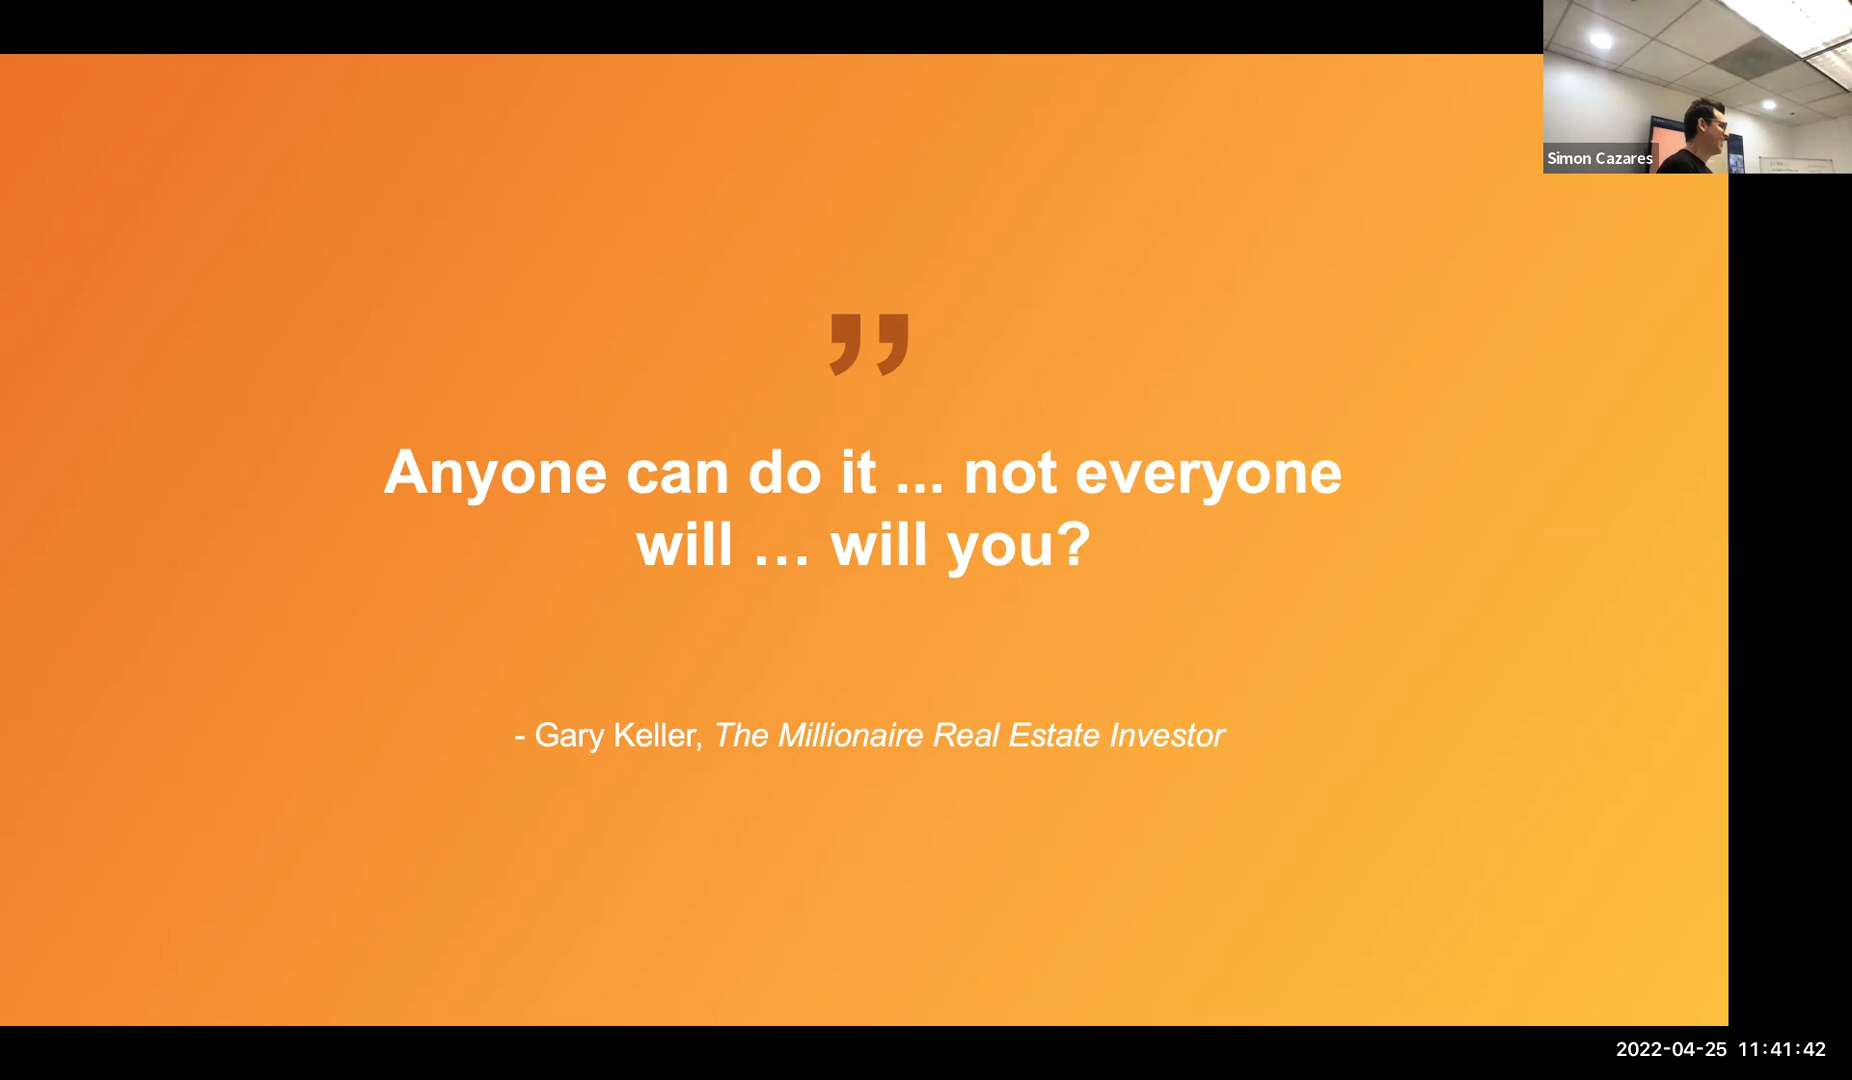 Simon Cazares
”
Anyone can do it ... not everyone
will … will you?
- Gary Keller, The Millionaire Real Estate Investor
2022-04-25 11:41:42